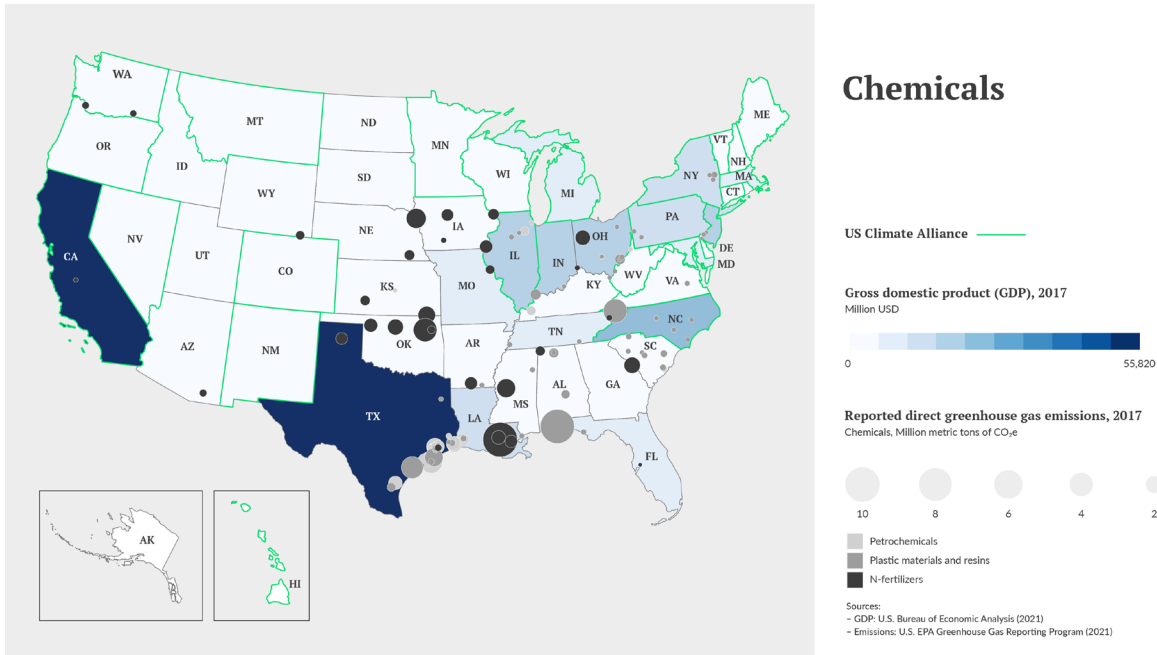 Chemicals
US Climate Alliance
Gross domestic product (GDP), 2017
Million USD
0 55,820
Reported direct greenhouse gas emissions, 2017
Chemicals, Million metric tons of CO₂e
10 8 6 4 2
Petrochemicals
Plastic materials and resins
N-fertilizers
Sources:
– GDP: U.S. Bureau of Economic Analysis (2021)
– Emissions: U.S. EPA Greenhouse Gas Reporting Program (2021)
WA
MT
ND
MN
ME
VT
OR
ID
SD
WI
NH
NY
MA
MI
CT
WY
NE
IA
PA
NV
UT
CO
CA
IL
IN
OH
DE
MD
KS
MO
KY
WV
VA
AZ
NM
OK
AR
TN
NC
SC
TX
LA
MS
AL
GA
FL
AK
HI